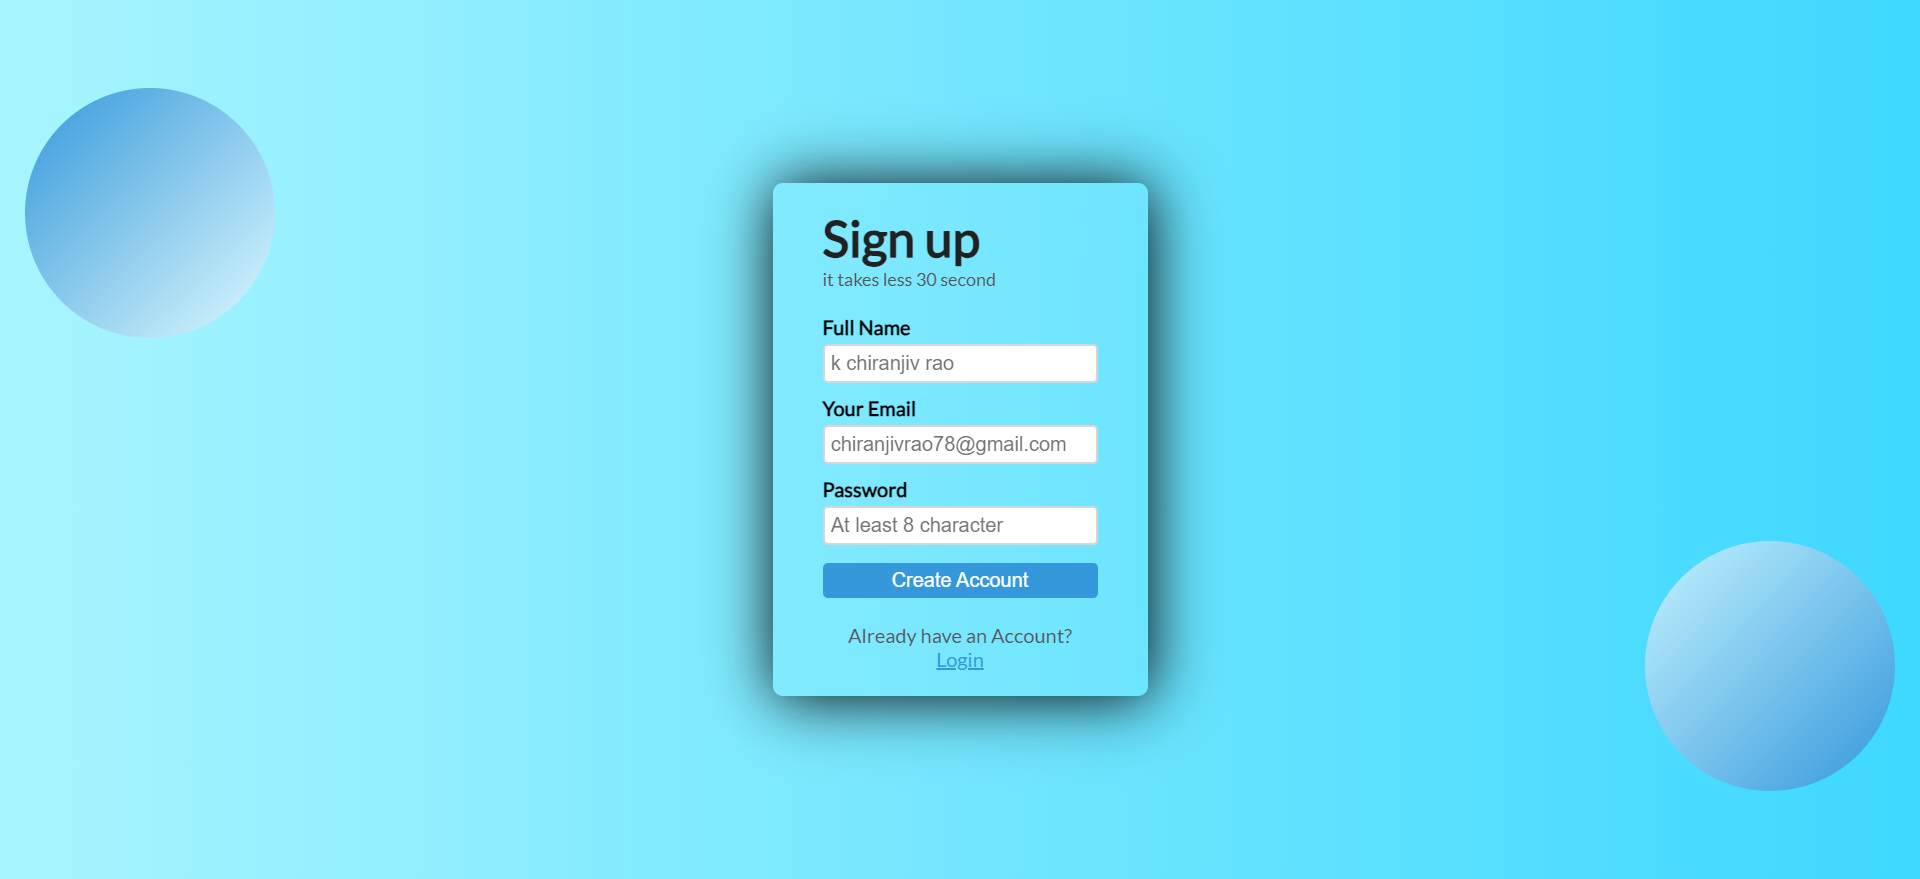 Sign up
it takes less 30 second
Full Name
k chiranjiv rao
Your Email
chiranjivrao78@gmail.com
Password
At least 8 character
Create Account
Already have an Account?
Login